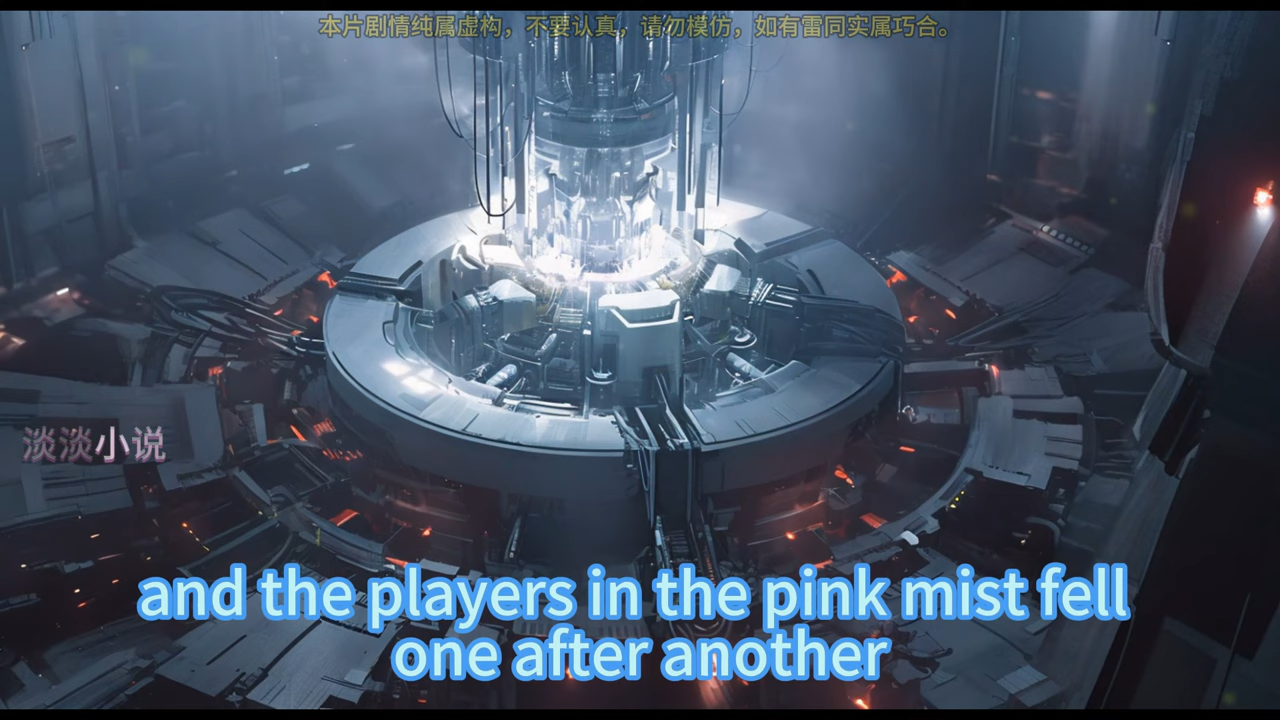 本片剧情纯属虚构，不要认真，请勿模仿，如有雷同实属巧合。
淡淡小说
and the players in the pink mist fell
one after another